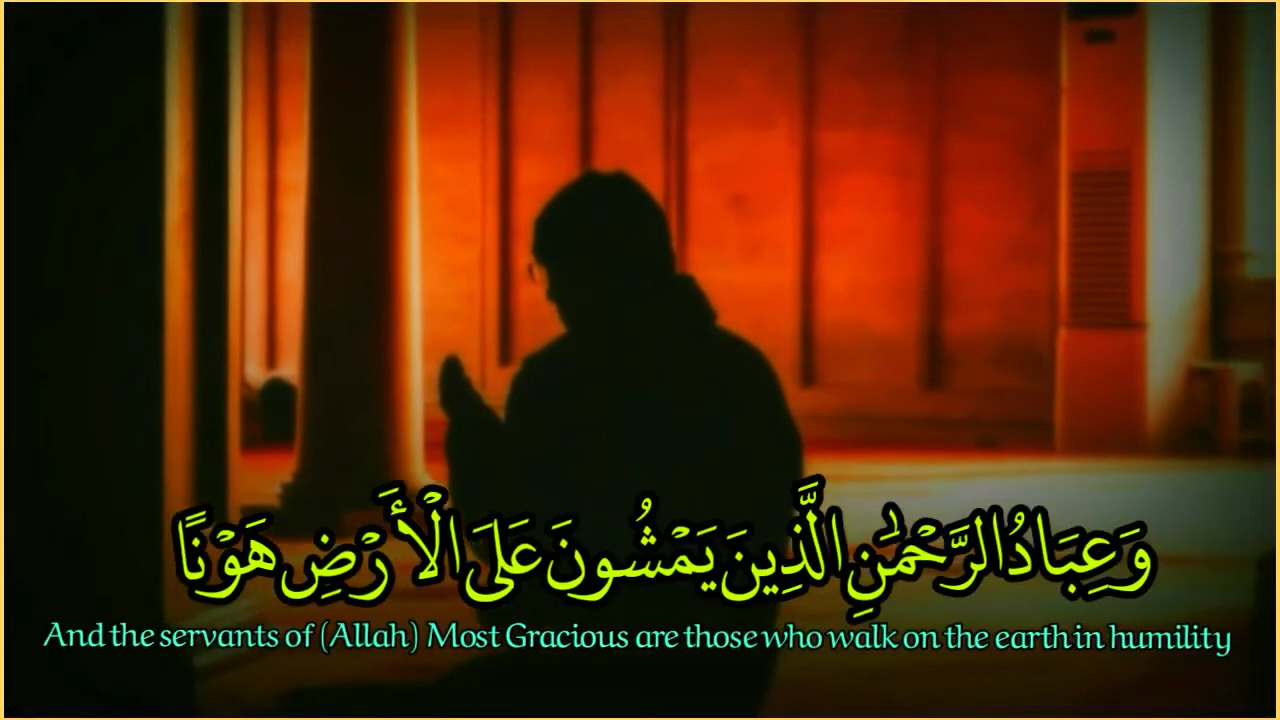 وَعِبَادُ الرَّحْمَٰنِ الَّذِينَ يَمْشُونَ عَلَى الْأَرْضِ هَوْنًا
And the servants of (Allah) Most Gracious are those who walk on the earth in humility